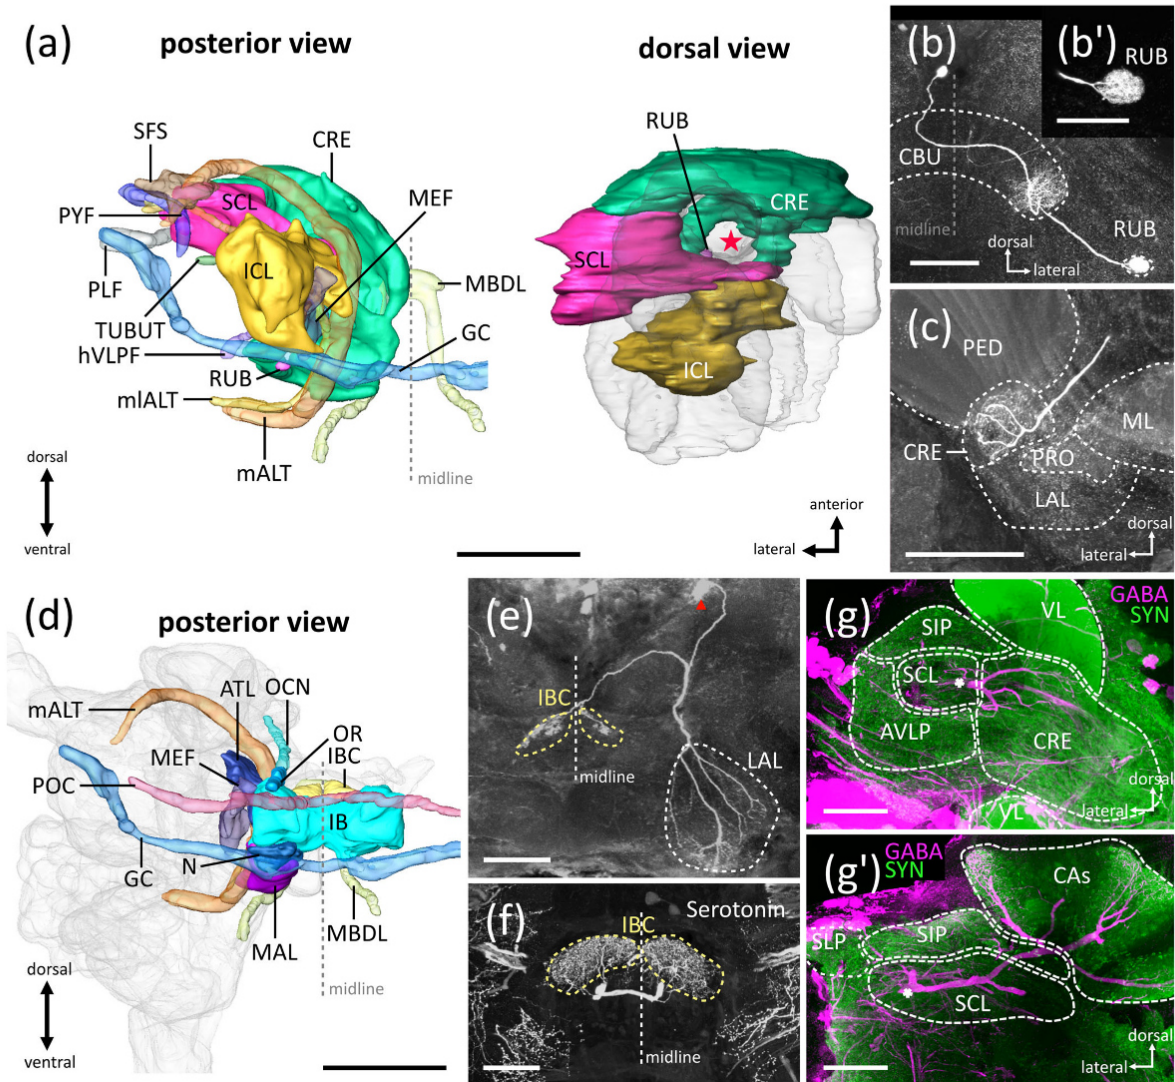 (a)
posterior view
SFS
CRE
PYF
SCL
MEF
ICL
PLF
MBDL
TUBUT
GC
hVLPF
RUB
mlALT
mALT
midline
dorsal
ventral
dorsal view
RUB
CRE
SCL
ICL
anterior
lateral
(b)
(b')
RUB
CBU
midline
dorsal
lateral
RUB
(c)
PED
ML
CRE
PRO
LAL
dorsal
lateral
(d)
posterior view
ATL
OCN
mALT
OR
MEF
IBC
POC
IB
N
GC
MAL
MBDL
midline
dorsal
ventral
(e)
IBC
midline
LAL
(f)
Serotonin
IBC
midline
(g)
GABA
SYN
VL
SIP
SCL
AVLP
CRE
VL
dorsal
lateral
(g')
GABA
SYN
CAs
SLP
SIP
SCL
dorsal
lateral